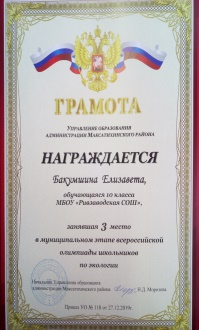 ГРАМОТА
УПРАВЛЕНИЕ ОБРАЗОВАНИЯ
АДМИНИСТРАЦИИ МАКСАТИХИНСКОГО РАЙОНА
НАГРАЖДАЕТСЯ
Бакумшина Елизавета,
обучающаяся 10 класса
МБОУ «Ривзаводская СОШ»,
занявшая 3 место
в муниципальном этапе всероссийской
олимпиады школьников
по экологии
Начальник Управления образования
администрации Максатихинского района В.Д. Морозов
Приказ УО № 118 от 27.12.2019г.